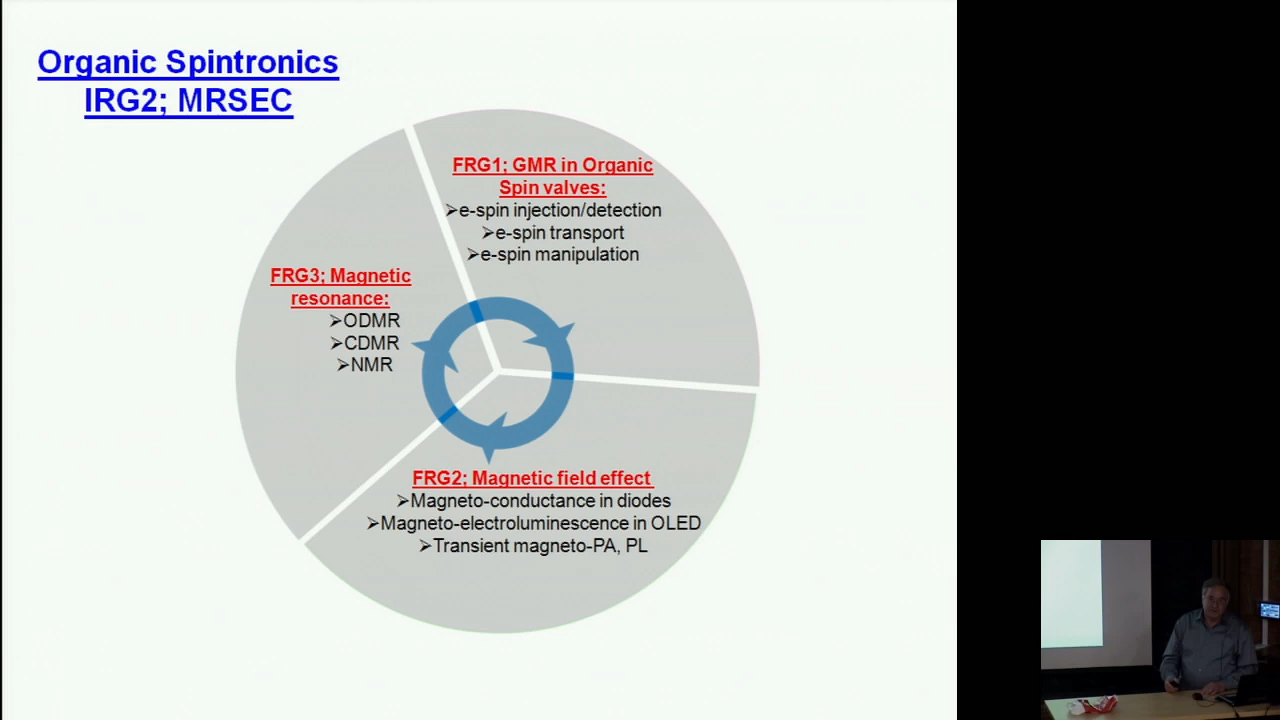 Organic Spintronics
IRG2; MRSEC
FRG1; GMR in Organic
Spin valves:
➢e-spin injection/detection
➢e-spin transport
➢e-spin manipulation
FRG3; Magnetic
resonance:
➢ODMR
➢CDMR
➢NMR
FRG2; Magnetic field effect
➢Magneto-conductance in diodes
➢Magneto-electroluminescence in OLED
➢Transient magneto-PA, PL